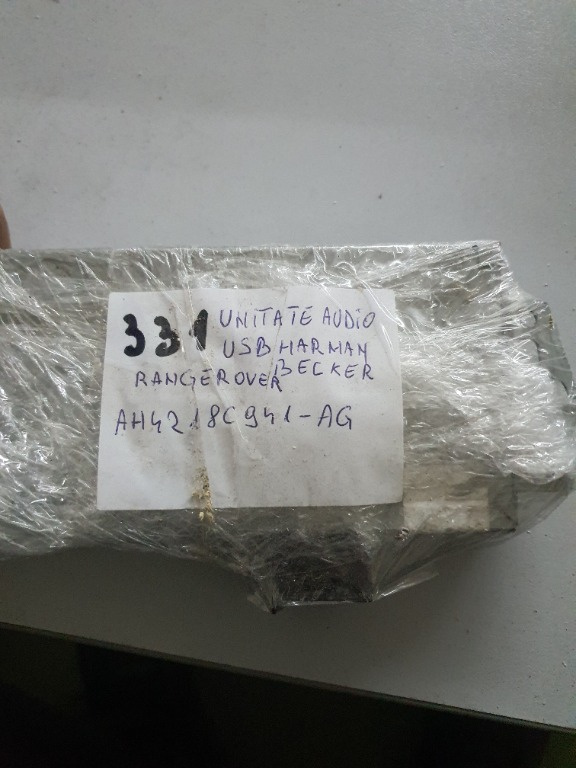 331 UNITATE AUDIO
USB HARMAN
RANGEROVER BECKER
AH42 18C941-AG